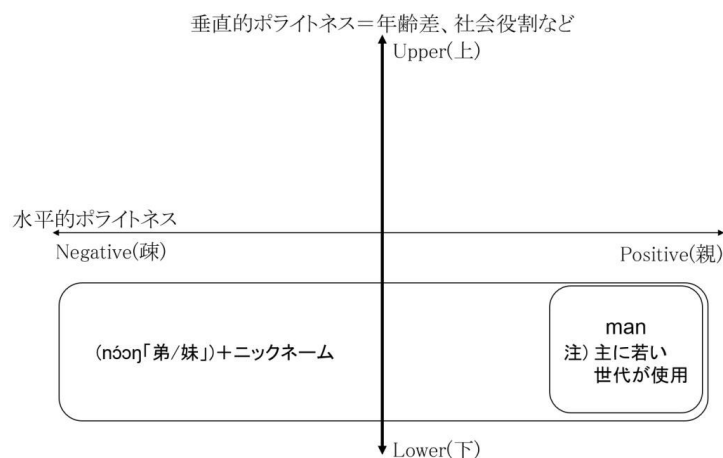 垂直的ポライトネス＝年齢差、社会役割など
Upper(上)
水平的ポライトネス
Negative(疎)
Positive(親)
(nɔ́ɔŋ「弟/妹」)＋ニックネーム
man
注) 主に若い
世代が使用
Lower(下)